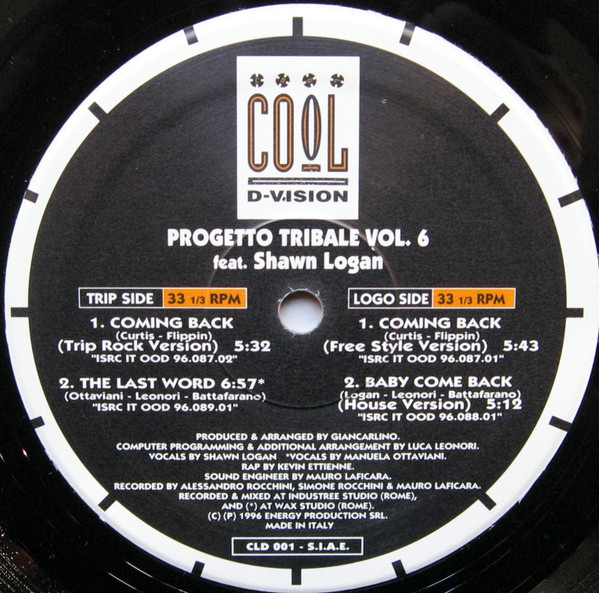 COOL
D-VISION
PROGETTO TRIBALE VOL. 6
feat. Shawn Logan
TRIP SIDE 33 1/3 RPM
1. COMING BACK
(Curtis - Flippin)
(Trip Rock Version) 5:32
"ISRC IT OOD 96.087.02"
2. THE LAST WORD 6:57*
(Ottaviani - Leonori - Battafarano)
"ISRC IT OOD 96.089.01"
LOGO SIDE 33 1/3 RPM
1. COMING BACK
(Curtis - Flippin)
(Free Style Version) 5:43
"ISRC IT OOD 96.087.01"
2. BABY COME BACK
(Logan - Leonori - Battafarano)
(House Version) 5:12
"ISRC IT OOD 96.088.01"
PRODUCED & ARRANGED BY GIANCARLINO.
COMPUTER PROGRAMMING & ADDITIONAL ARRANGEMENT BY LUCA LEONORI.
VOCALS BY SHAWN LOGAN *VOCALS BY MANUELA OTTAVIANI.
RAP BY KEVIN ETTIENNE.
SOUND ENGINEER BY MAURO LAFICARA.
RECORDED BY ALESSANDRO ROCCHINI, SIMONE ROCCHINI & MAURO LAFICARA.
RECORDED & MIXED AT INDUSTREE STUDIO (ROME),
AND (*) AT WAX STUDIO (ROME).
(C) (P) 1996 ENERGY PRODUCTION SRL.
MADE IN ITALY
CLD 001 - S.I.A.E.